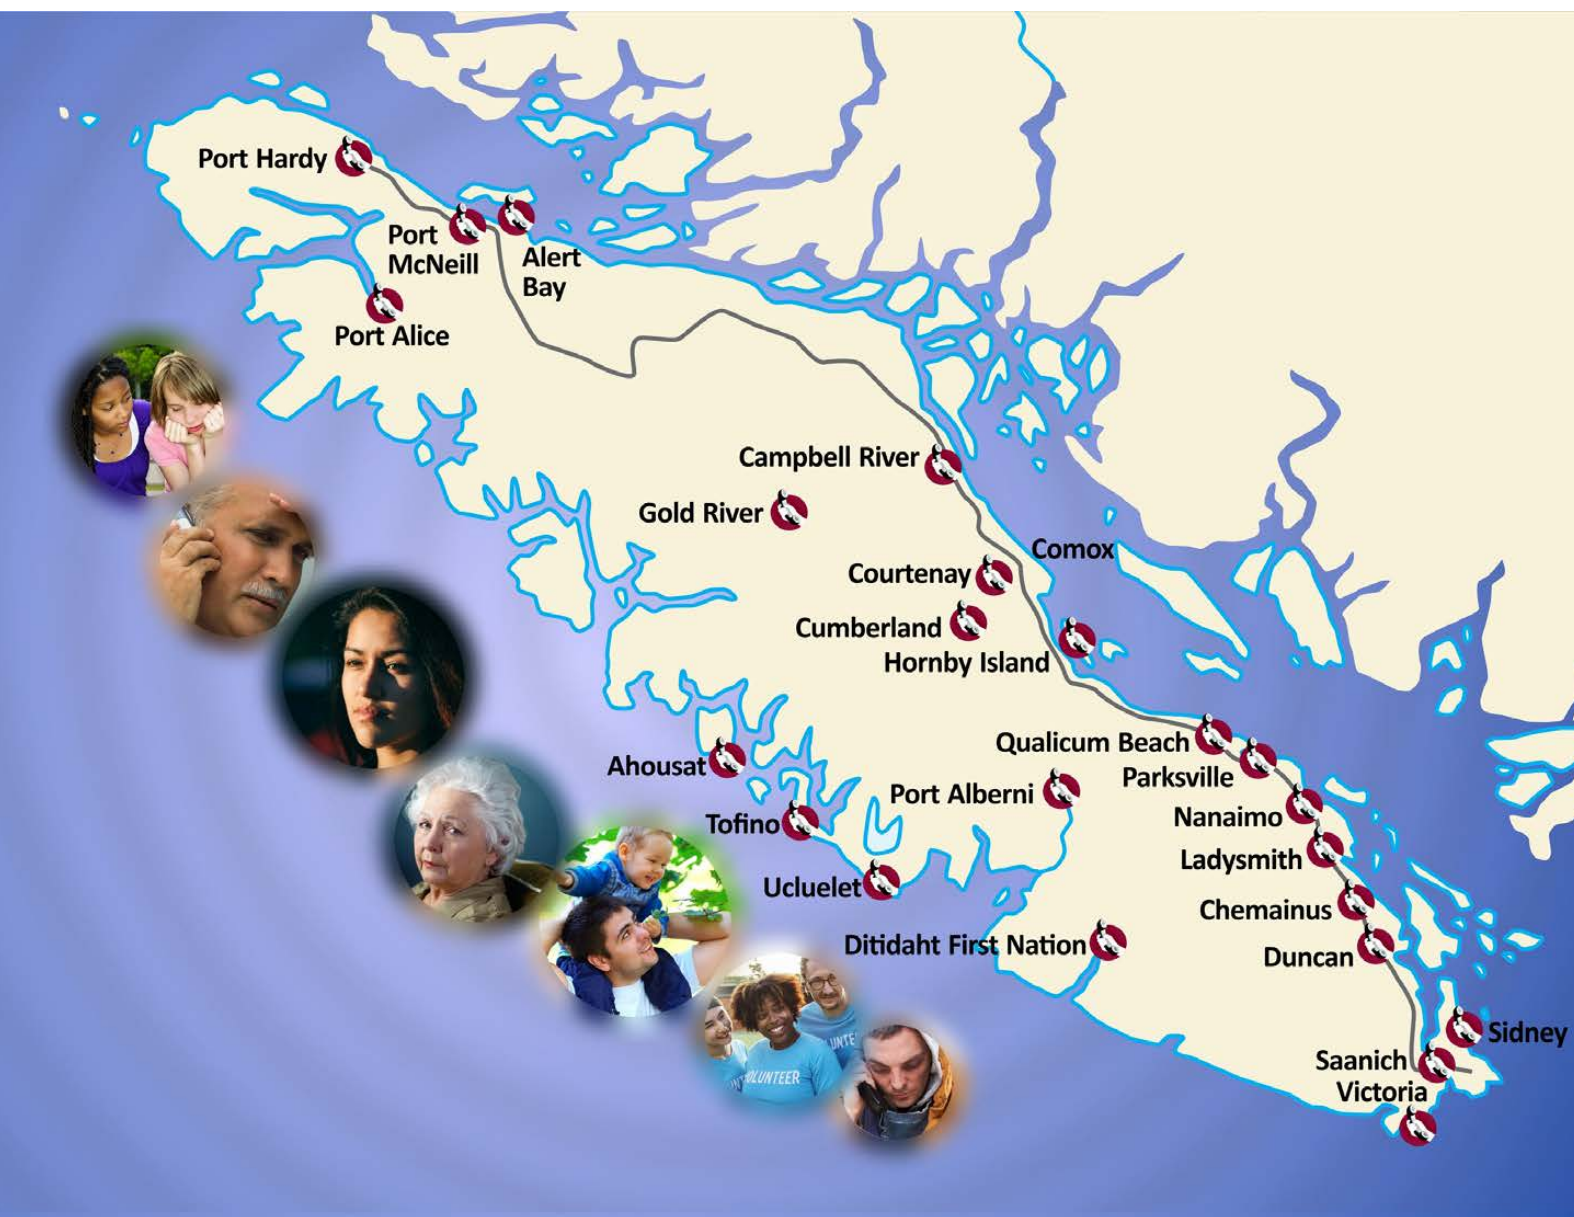 Port Hardy
Port
McNeill
Alert
Bay
Port Alice
Campbell River
Gold River
Comox
Courtenay
Cumberland
Hornby Island
Qualicum Beach
Ahousat
Parksville
Port Alberni
Nanaimo
Tofino
Ladysmith
Ucluelet
Chemainus
Ditidaht First Nation
Duncan
Sidney
Saanich
Victoria
VOLUNTEER